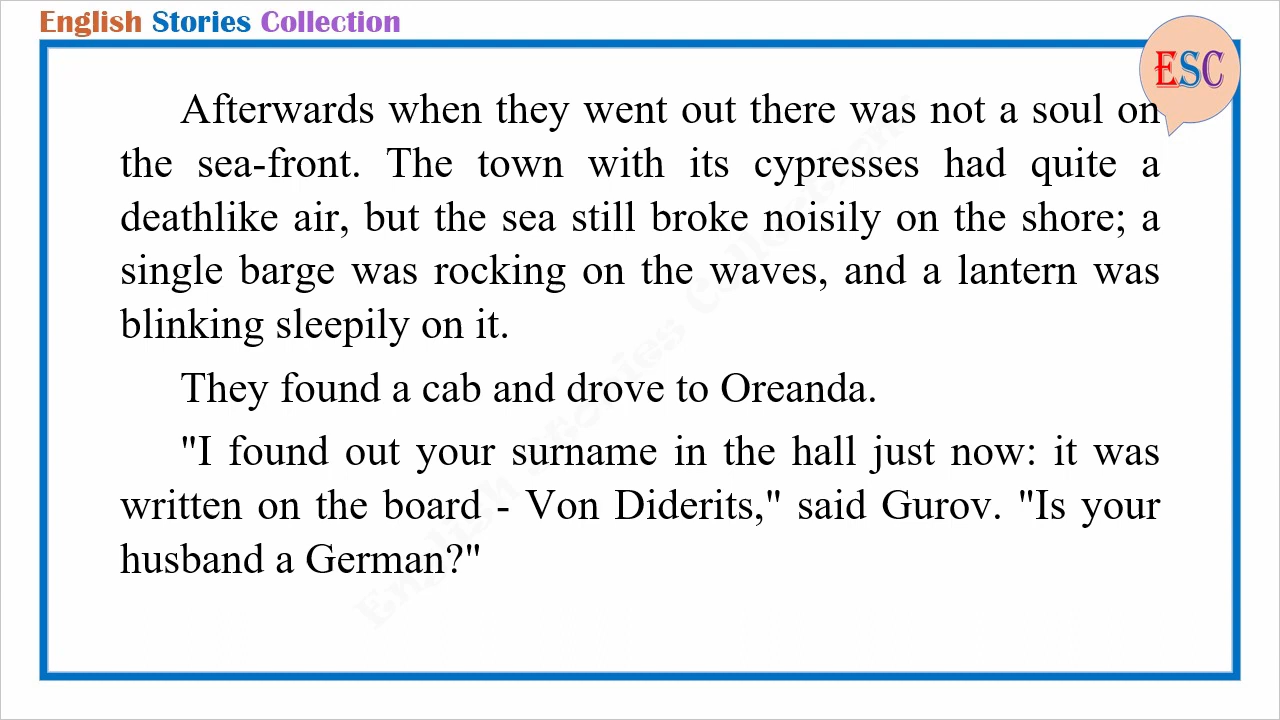 English Stories Collection
ESC
Afterwards when they went out there was not a soul on
the sea-front. The town with its cypresses had quite a
deathlike air, but the sea still broke noisily on the shore; a
single barge was rocking on the waves, and a lantern was
blinking sleepily on it.
They found a cab and drove to Oreanda.
"I found out your surname in the hall just now: it was
written on the board - Von Diderits," said Gurov. "Is your
husband a German?"
English Stories Collection